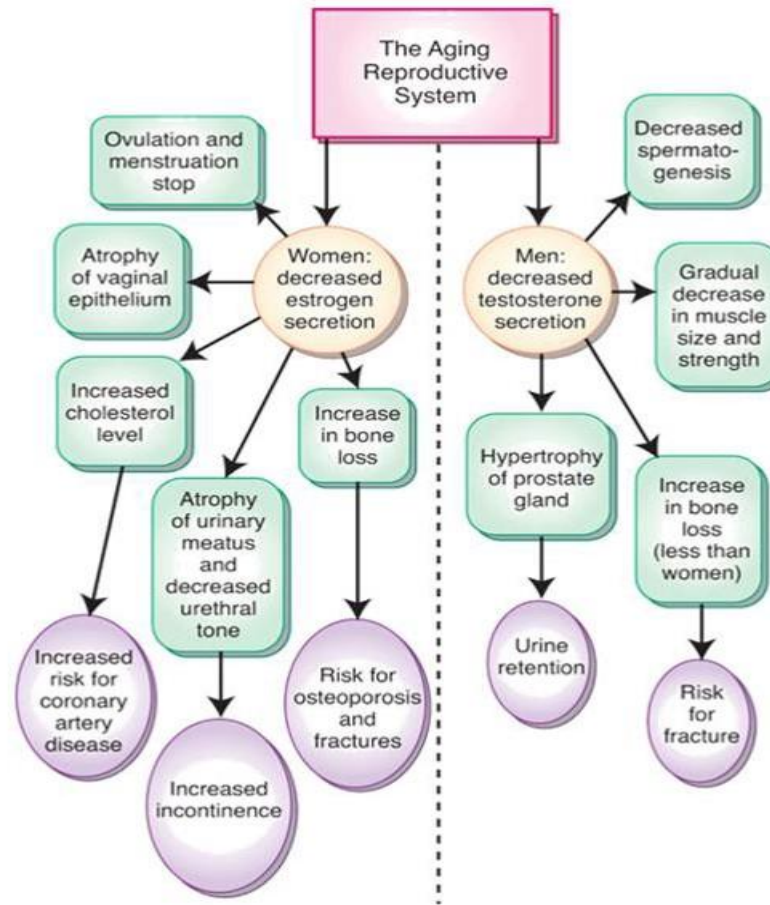 The Aging
Reproductive
System
Ovulation and
menstruation
stop
Decreased
spermato-
genesis
Atrophy
of vaginal
epithelium
Women:
decreased
estrogen
secretion
Men:
decreased
testosterone
secretion
Gradual
decrease
in muscle
size and
strength
Increased
cholesterol
level
Increase
in bone
loss
Hypertrophy
of prostate
gland
Increase
in bone
loss
(less than
women)
Atrophy
of urinary
meatus
and
decreased
urethral
tone
Increased
risk for
coronary
artery
disease
Increased
incontinence
Risk for
osteoporosis
and
fractures
Urine
retention
Risk
for
fracture